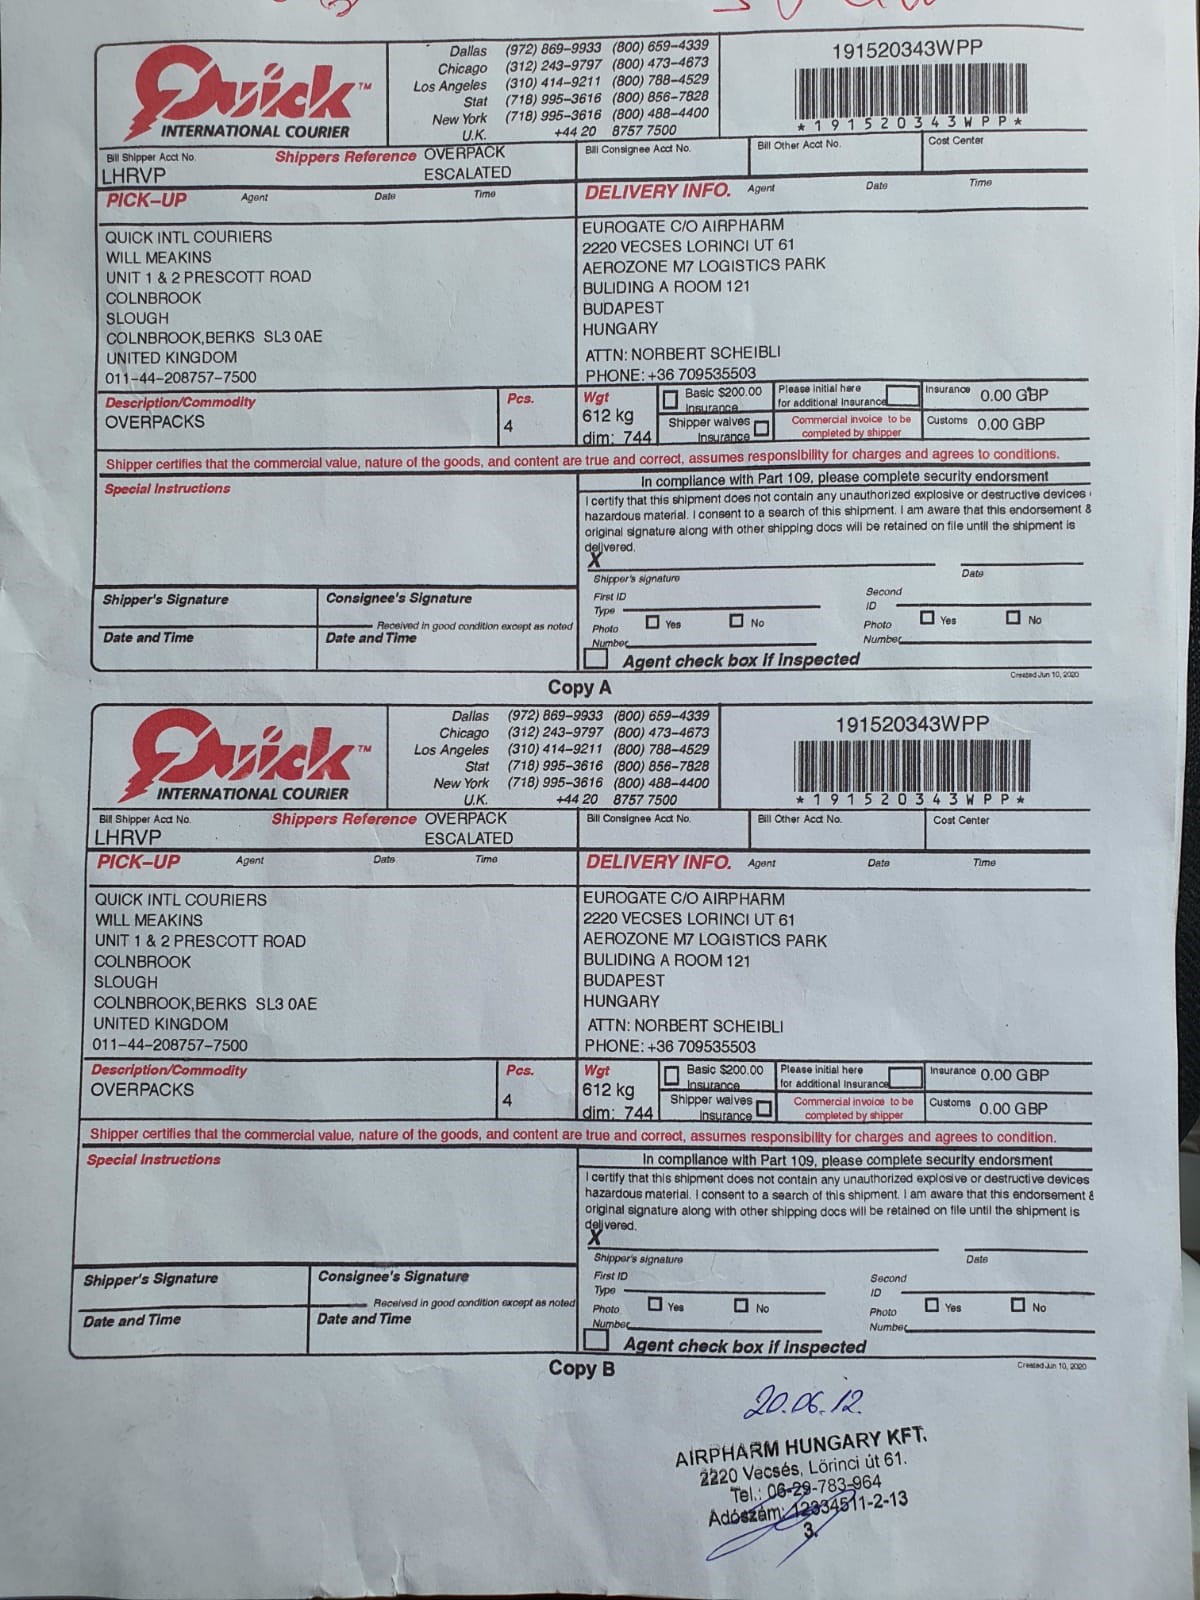 Quick™
INTERNATIONAL COURIER
Dallas (972) 869-9933 (800) 659-4339
Chicago (312) 243-9797 (800) 473-4673
Los Angeles (310) 414-9211 (800) 788-4529
Stat (718) 995-3616 (800) 856-7828
New York (718) 995-3616 (800) 488-4400
U.K. +44 20 8757 7500
191520343WPP
*191520343WPP*
Bill Shipper Acct No.
LHRVP
Shippers Reference OVERPACK
ESCALATED
Bill Consignee Acct No.
Bill Other Acct No.
Cost Center
PICK-UP Agent Date Time
DELIVERY INFO. Agent Date Time
QUICK INTL COURIERS
WILL MEAKINS
UNIT 1 & 2 PRESCOTT ROAD
COLNBROOK
SLOUGH
COLNBROOK,BERKS SL3 0AE
UNITED KINGDOM
011-44-208757-7500
EUROGATE C/O AIRPHARM
2220 VECSES LORINCI UT 61
AEROZONE M7 LOGISTICS PARK
BULIDING A ROOM 121
BUDAPEST
HUNGARY
ATTN: NORBERT SCHEIBLI
PHONE: +36 709535503
Description/Commodity
OVERPACKS
Pcs.
4
Wgt
612 kg
dim: 744
Basic $200.00
Insurance
Shipper waives
Insurance
Please initial here
for additional Insurance
Commercial invoice to be
completed by shipper
Insurance 0.00 GBP
Customs 0.00 GBP
Shipper certifies that the commercial value, nature of the goods, and content are true and correct, assumes responsibility for charges and agrees to conditions.
Special Instructions
In compliance with Part 109, please complete security endorsment
I certify that this shipment does not contain any unauthorized explosive or destructive devices
hazardous material. I consent to a search of this shipment. I am aware that this endorsement &
original signature along with other shipping docs will be retained on file until the shipment is
delivered.
X
Shipper's signature
Date
First ID
Type
Photo Yes No
Number
Second
ID
Photo Yes No
Number
Shipper's Signature
Date and Time
Consignee's Signature
Received in good condition except as noted
Date and Time
Agent check box if Inspected
Created Jun 10, 2020
Copy A
Quick™
INTERNATIONAL COURIER
Dallas (972) 869-9933 (800) 659-4339
Chicago (312) 243-9797 (800) 473-4673
Los Angeles (310) 414-9211 (800) 788-4529
Stat (718) 995-3616 (800) 856-7828
New York (718) 995-3616 (800) 488-4400
U.K. +44 20 8757 7500
191520343WPP
*191520343WPP*
Bill Shipper Acct No.
LHRVP
Shippers Reference OVERPACK
ESCALATED
Bill Consignee Acct No.
Bill Other Acct No.
Cost Center
PICK-UP Agent Date Time
DELIVERY INFO. Agent Date Time
QUICK INTL COURIERS
WILL MEAKINS
UNIT 1 & 2 PRESCOTT ROAD
COLNBROOK
SLOUGH
COLNBROOK,BERKS SL3 0AE
UNITED KINGDOM
011-44-208757-7500
EUROGATE C/O AIRPHARM
2220 VECSES LORINCI UT 61
AEROZONE M7 LOGISTICS PARK
BULIDING A ROOM 121
BUDAPEST
HUNGARY
ATTN: NORBERT SCHEIBLI
PHONE: +36 709535503
Description/Commodity
OVERPACKS
Pcs.
4
Wgt
612 kg
dim: 744
Basic $200.00
Insurance
Shipper waives
Insurance
Please initial here
for additional Insurance
Commercial invoice to be
completed by shipper
Insurance 0.00 GBP
Customs 0.00 GBP
Shipper certifies that the commercial value, nature of the goods, and content are true and correct, assumes responsibility for charges and agrees to condition.
Special Instructions
In compliance with Part 109, please complete security endorsment
I certify that this shipment does not contain any unauthorized explosive or destructive devices
hazardous material. I consent to a search of this shipment. I am aware that this endorsement &
original signature along with other shipping docs will be retained on file until the shipment is
delivered.
X
Shipper's signature
Date
First ID
Type
Photo Yes No
Number
Second
ID
Photo Yes No
Number
Shipper's Signature
Date and Time
Consignee's Signature
Received in good condition except as noted
Date and Time
Agent check box if Inspected
Created Jun 10, 2020
Copy B
20.06.12.
AIRPHARM HUNGARY KFT.
2220 Vecsés, Lőrinci út 61.
Tel.: 06-29-783-964
Adószám: 12334511-2-13
3.